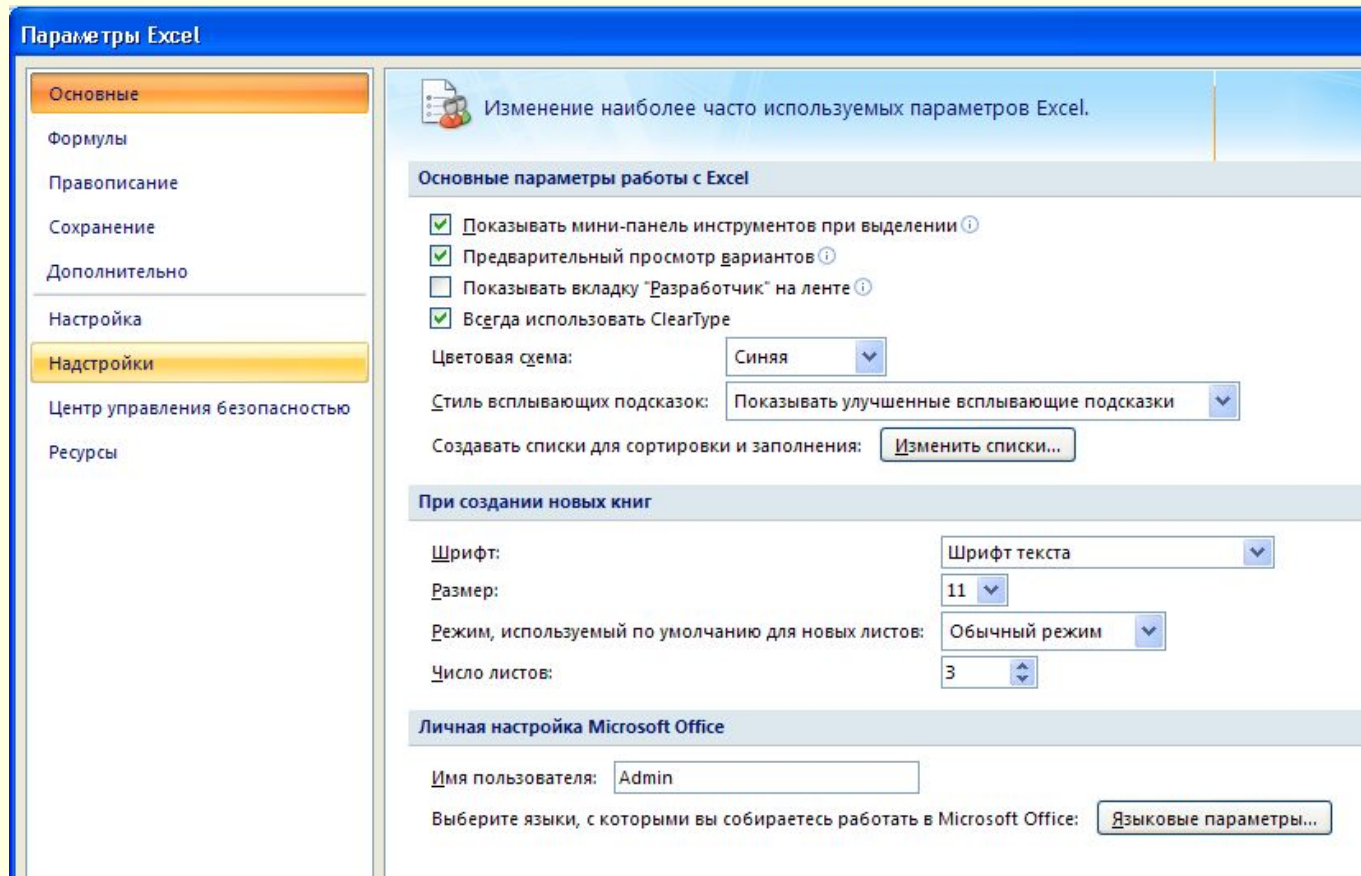 Параметры Excel
Основные
Формулы
Правописание
Сохранение
Дополнительно
Настройка
Надстройки
Центр управления безопасностью
Ресурсы
Изменение наиболее часто используемых параметров Excel.
Основные параметры работы с Excel
Показывать мини-панель инструментов при выделении
Предварительный просмотр вариантов
Показывать вкладку "Разработчик" на ленте
Всегда использовать ClearType
Цветовая схема: Синяя
Стиль всплывающих подсказок: Показывать улучшенные всплывающие подсказки
Создавать списки для сортировки и заполнения: Изменить списки...
При создании новых книг
Шрифт: Шрифт текста
Размер: 11
Режим, используемый по умолчанию для новых листов: Обычный режим
Число листов: 3
Личная настройка Microsoft Office
Имя пользователя: Admin
Выберите языки, с которыми вы собираетесь работать в Microsoft Office: Языковые параметры...